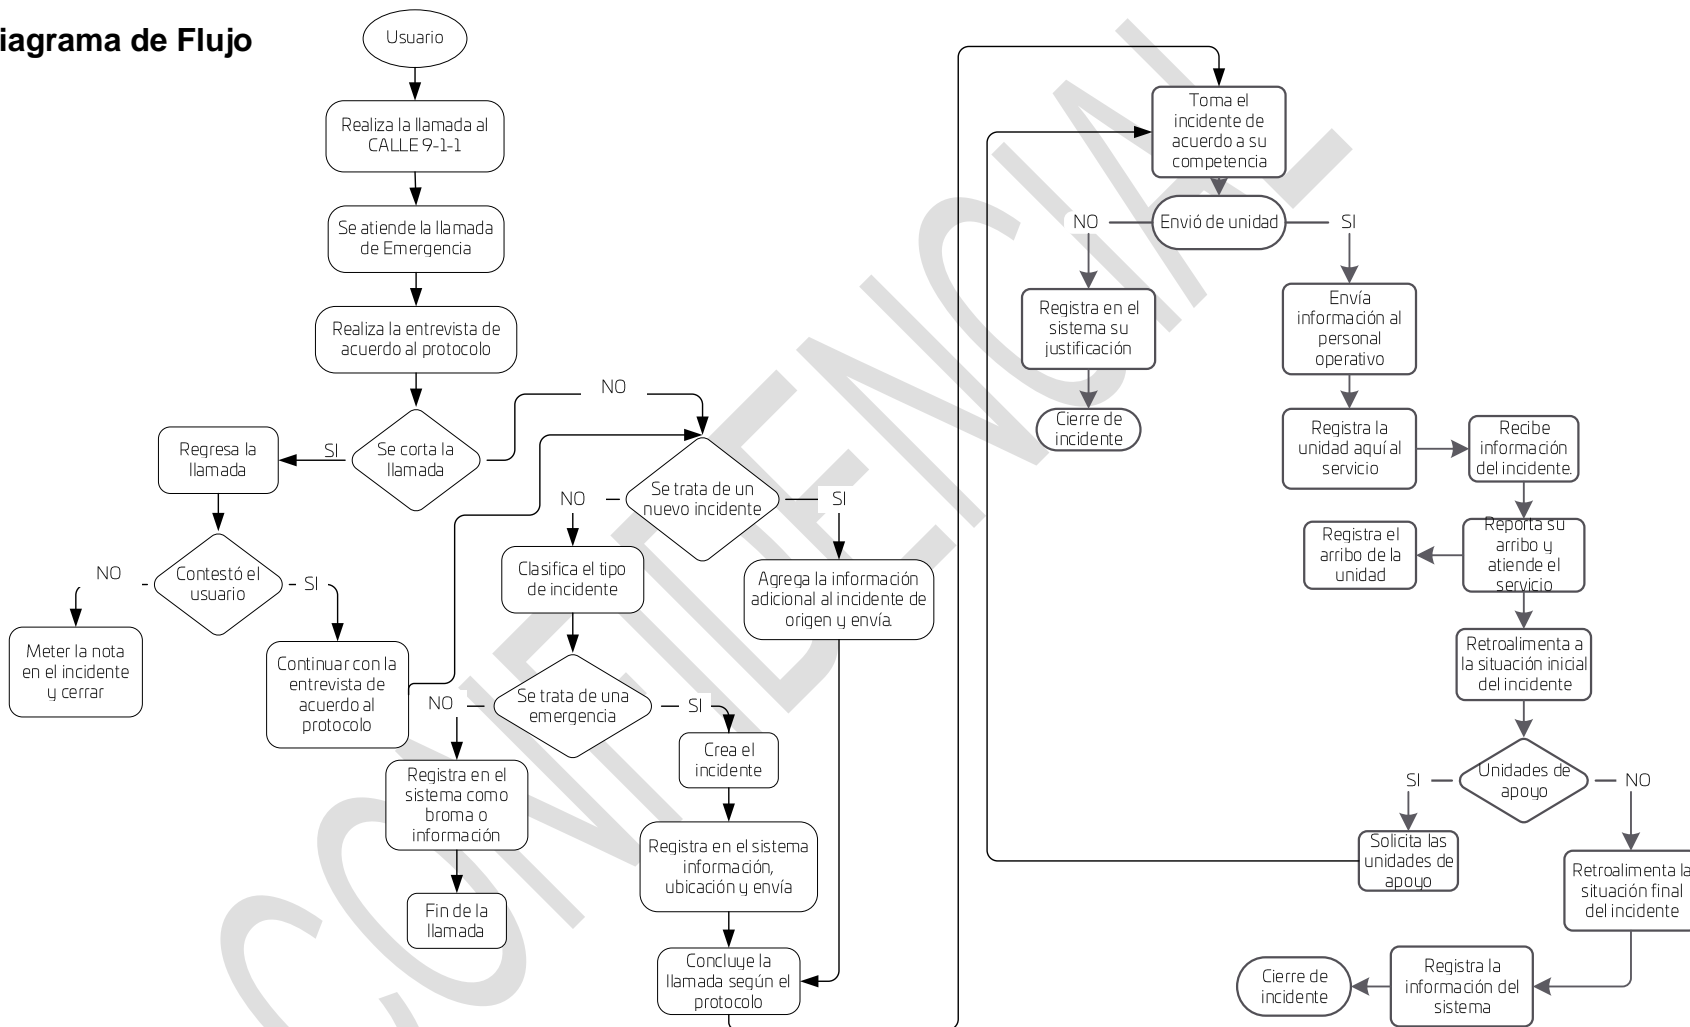 iagrama de Flujo
Usuario
Realiza la llamada al
CALLE 9-1-1
Se atiende la llamada
de Emergencia
Realiza la entrevista de
acuerdo al protocolo
Se corta la
llamada
SI
NO
Regresa la
llamada
Contestó el
usuario
NO
SI
Meter la nota
en el incidente
y cerrar
Continuar con la
entrevista de
acuerdo al
protocolo
Se trata de un
nuevo incidente
NO
SI
Clasifica el tipo
de incidente
Agrega la información
adicional al incidente de
origen y envía.
Se trata de una
emergencia
NO
SI
Registra en el
sistema como
broma o
información
Fin de la
llamada
Crea el
incidente
Registra en el sistema
información,
ubicación y envía
Concluye la
llamada según el
protocolo
Toma el
incidente de
acuerdo a su
competencia
Envió de unidad
NO
SI
Registra en el
sistema su
justificación
Cierre de
incidente
Envía
información al
personal
operativo
Registra la
unidad aquí al
servicio
Recibe
información
del incidente.
Reporta su
arribo y
atiende el
servicio
Registra el
arribo de la
unidad
Retroalimenta a
la situación inicial
del incidente
Unidades de
apoyo
SI
NO
Solicita las
unidades de
apoyo
Retroalimenta la
situación final
del incidente
Registra la
información del
sistema
Cierre de
incidente
CONFIDENCIAL